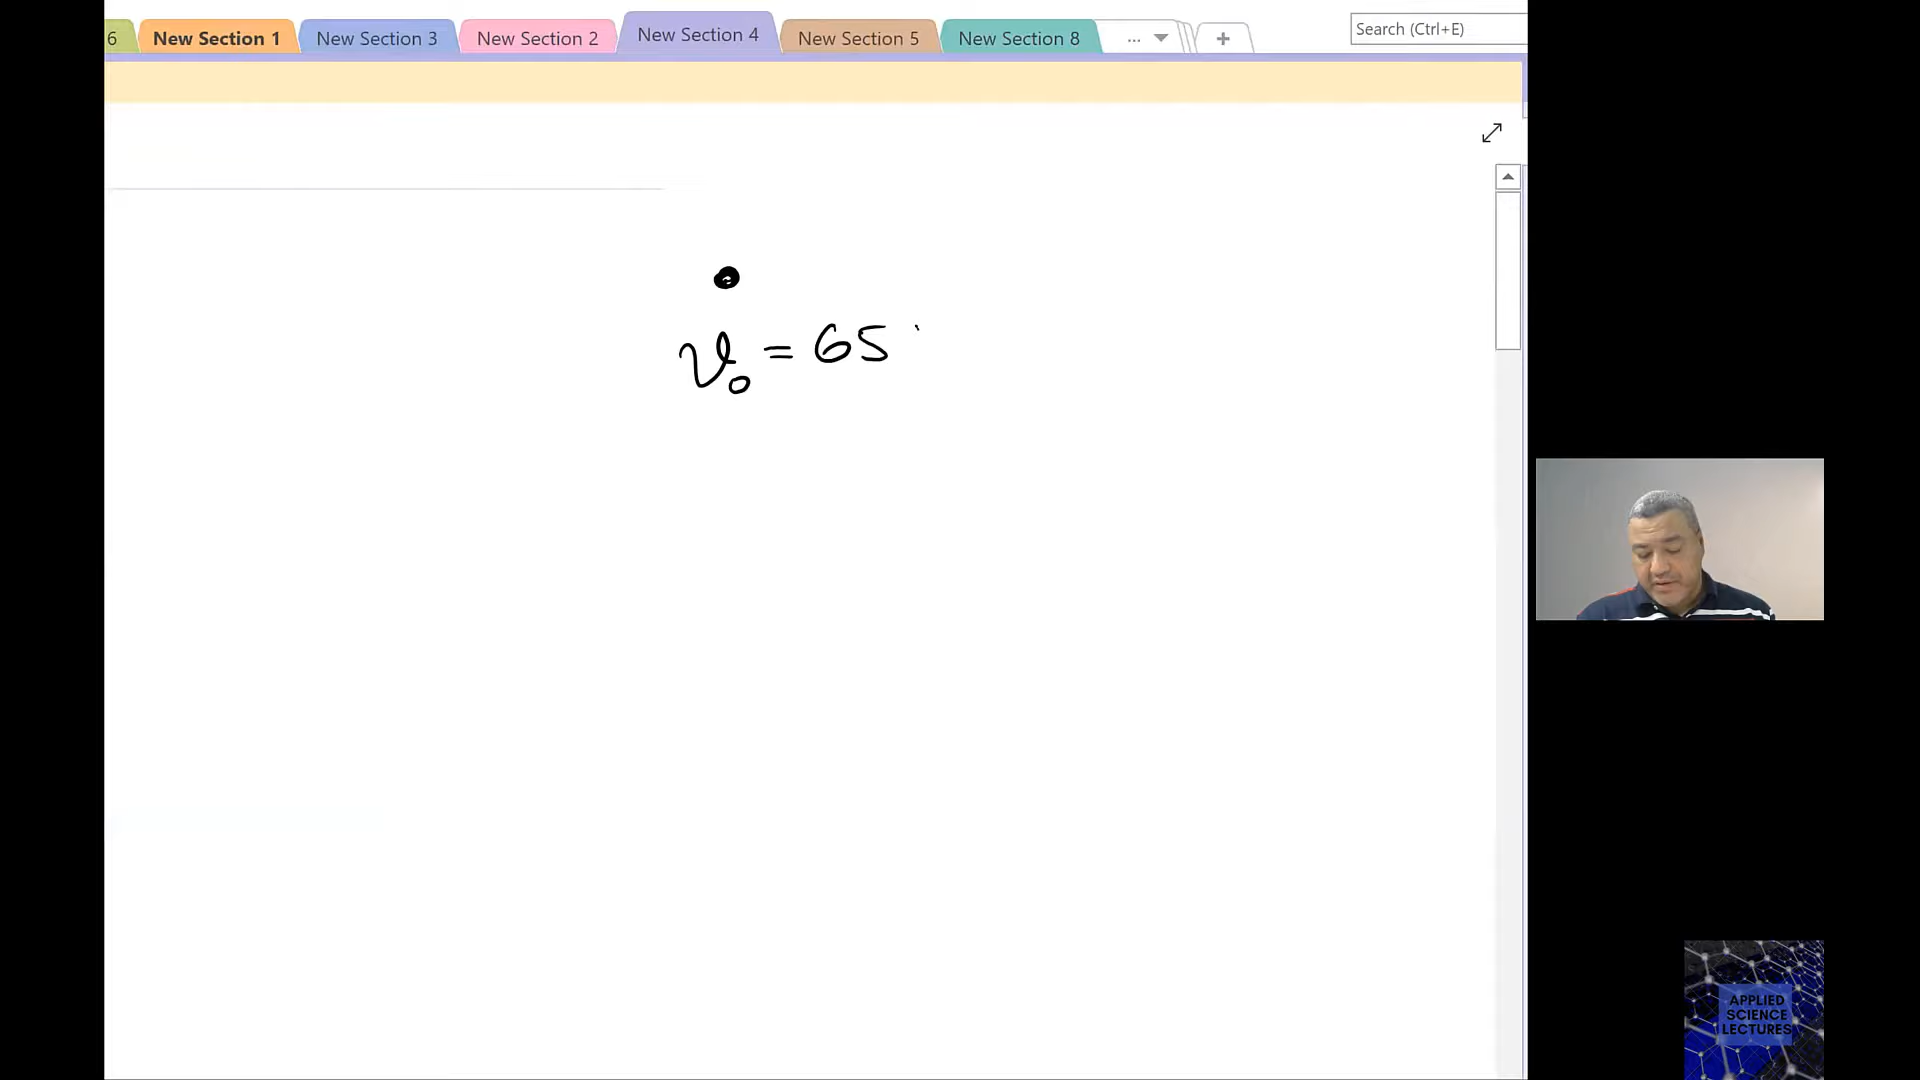 6 New Section 1 New Section 3 New Section 2 New Section 4 New Section 5 New Section 8 ... + Search (Ctrl+E)
v₀ = 65
APPLIED
SCIENCE
LECTURES